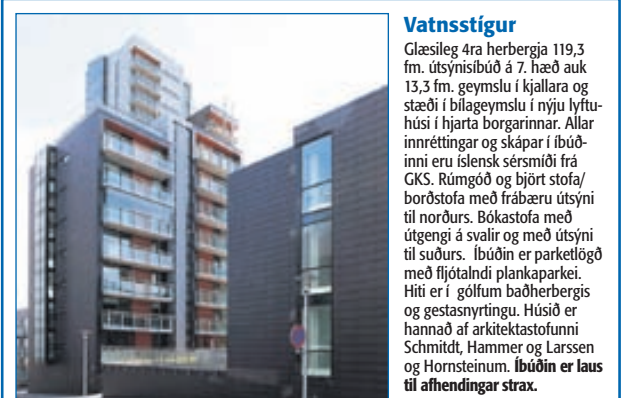 Vatnsstígur
Glæsileg 4ra herbergja 119,3
fm. útsýnisíbúð á 7. hæð auk
13,3 fm. geymslu í kjallara og
stæði í bílageymslu í nýju lyftu-
húsi í hjarta borgarinnar. Allar
innréttingar og skápar í íbúð-
inni eru íslensk sérsmíði frá
GKS. Rúmgóð og björt stofa/
borðstofa með frábæru útsýni
til norðurs. Bókastofa með
útgengi á svalir og með útsýni
til suðurs. Íbúðin er parketlögð
með fljótalndi plankaparkei.
Hiti er í gólfum baðherbergis
og gestasnyrtingu. Húsið er
hannað af arkitektastofunni
Schmitdt, Hammer og Larssen
og Hornsteinum. Íbúðin er laus
til afhendingar strax.